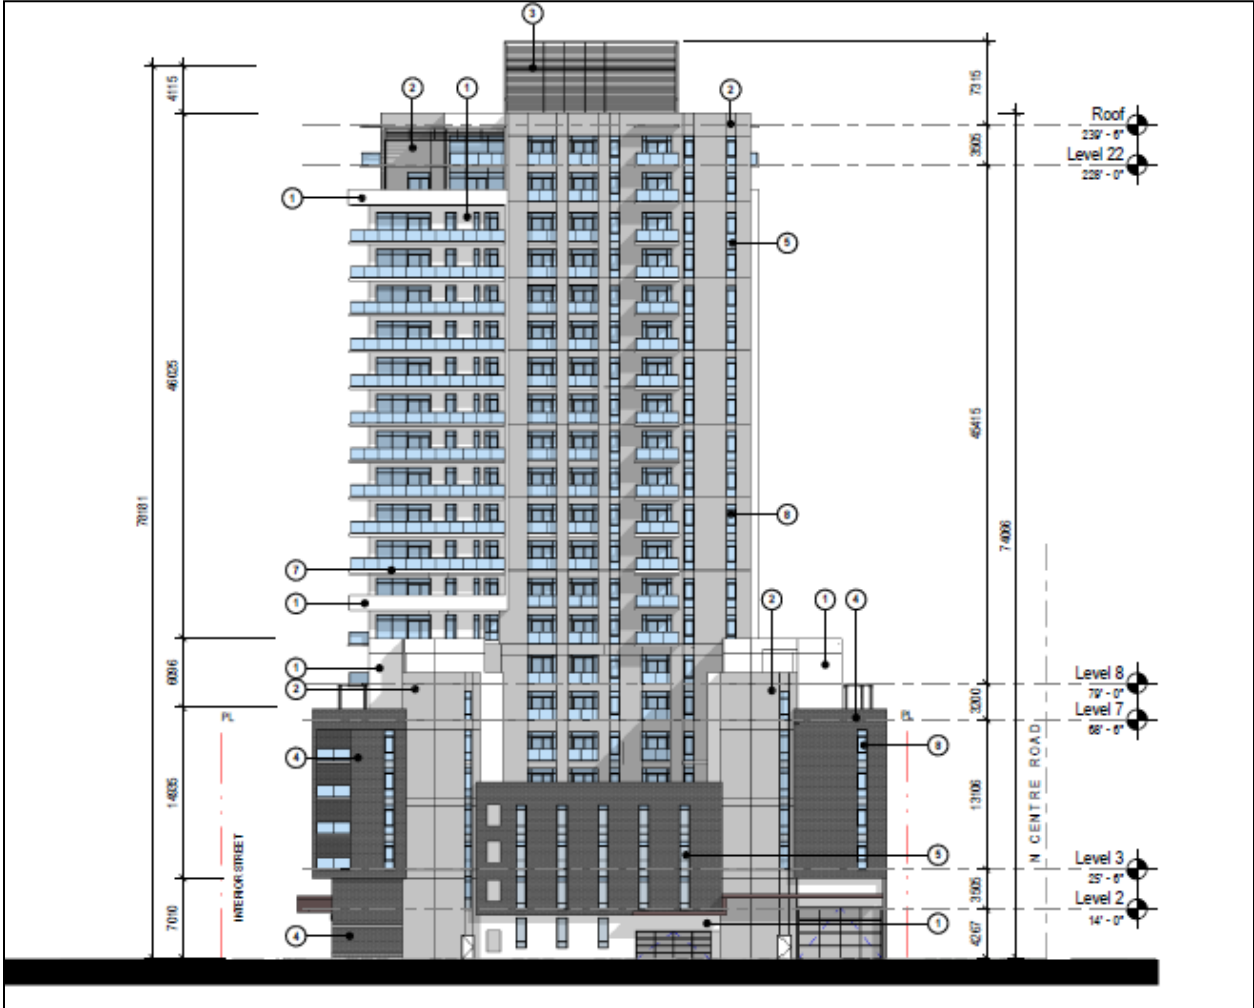 3
2
1
2
4115
7315
Roof
239' - 6"
3505
Level 22
228' - 0"
1
5
46025
45415
78181
74066
8
7
1
2
1
4
1
2
6096
3200
Level 8
79' - 0"
Level 7
68' - 6"
PL
PL
4
8
14935
13106
N CENTRE ROAD
INTERIOR STREET
5
Level 3
25' - 6"
3505
Level 2
14' - 0"
7010
4267
4
1